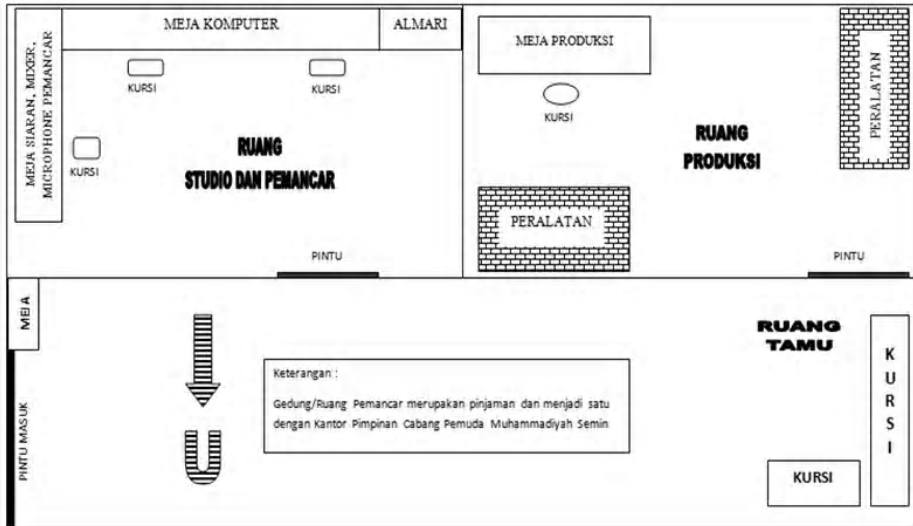 MEJA SIARAN, MIXER,
MICROPHONE PEMANCAR
MEJA KOMPUTER
ALMARI
KURSI
KURSI
KURSI
RUANG
STUDIO DAN PEMANCAR
PINTU
MEJA PRODUKSI
KURSI
RUANG
PRODUKSI
PERALATAN
PERALATAN
PINTU
MEJA
PINTU MASUK
U
Keterangan :
Gedung/Ruang Pemancar merupakan pinjaman dan menjadi satu
dengan Kantor Pimpinan Cabang Pemuda Muhammadiyah Semin
RUANG
TAMU
KURSI
KURSI